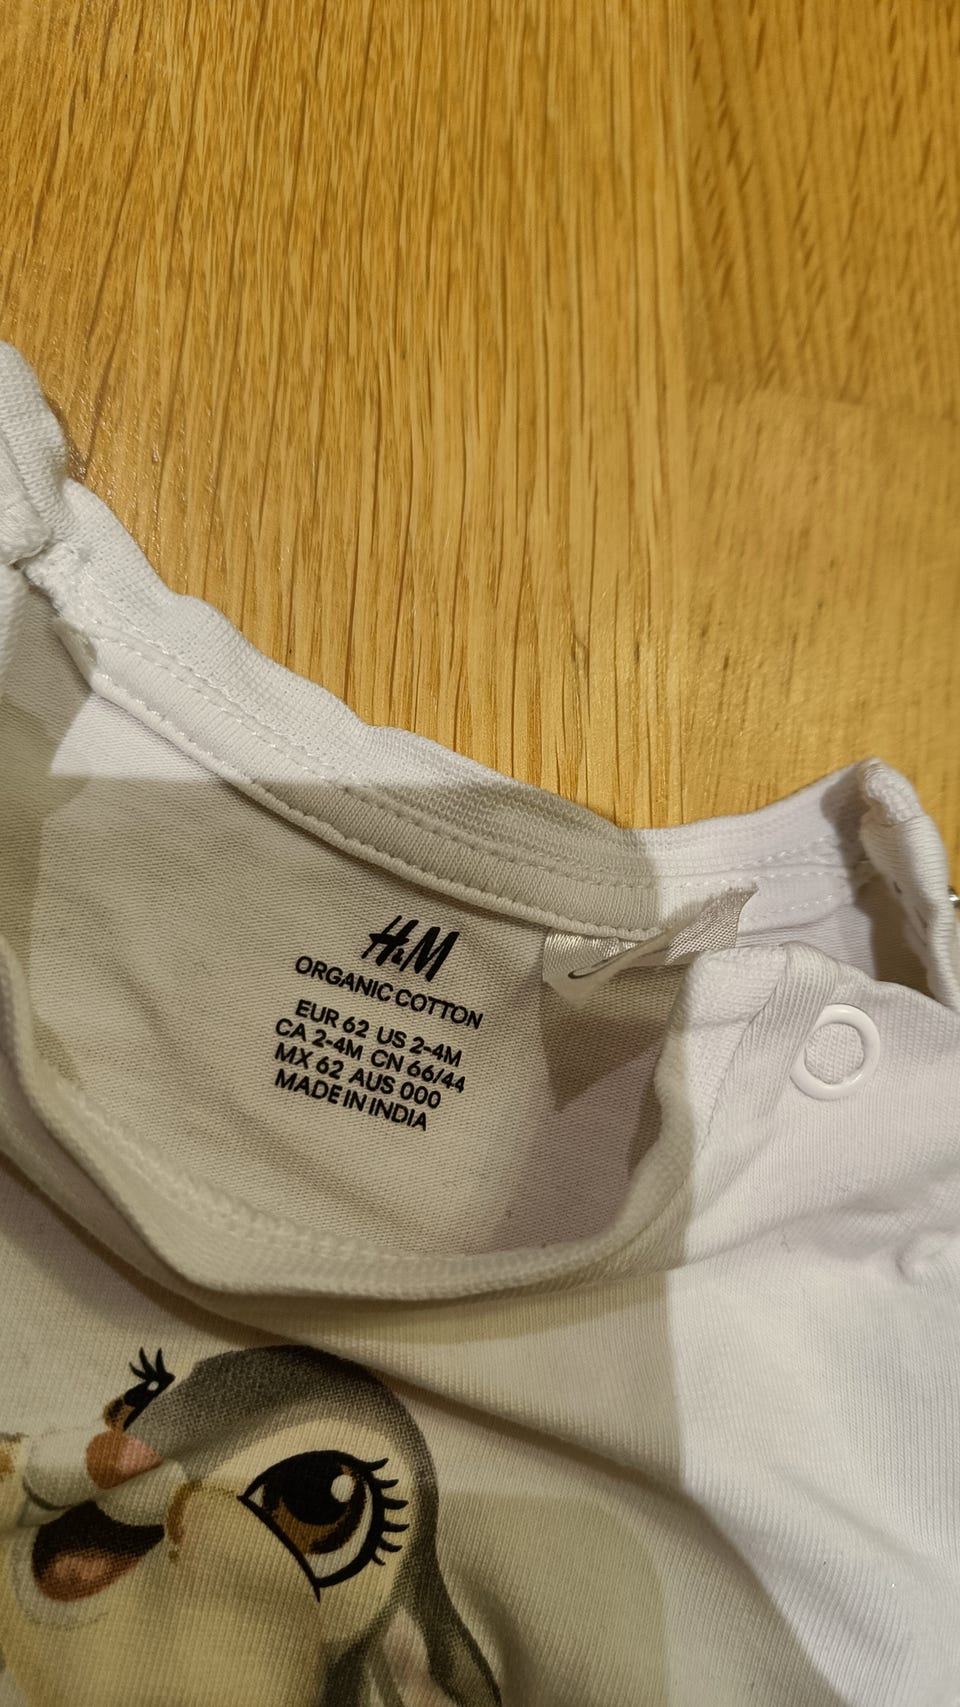 H&M
ORGANIC COTTON
EUR 62 US 2-4M
CA 2-4M CN 66/44
MX 62 AUS 000
MADE IN INDIA